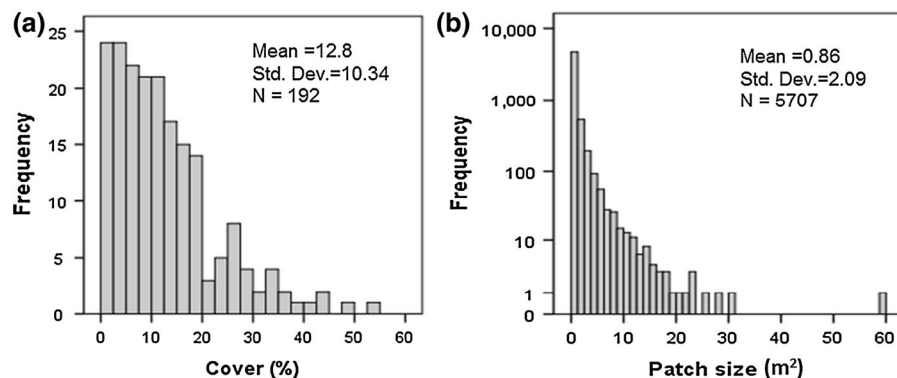 (a)
Mean =12.8
Std. Dev.=10.34
N = 192
Frequency
25
20
15
10
5
0
0 10 20 30 40 50 60
Cover (%)
(b)
Mean =0.86
Std. Dev.=2.09
N = 5707
Frequency
10,000
1,000
100
10
1
0
0 10 20 30 40 50 60
Patch size (m²)